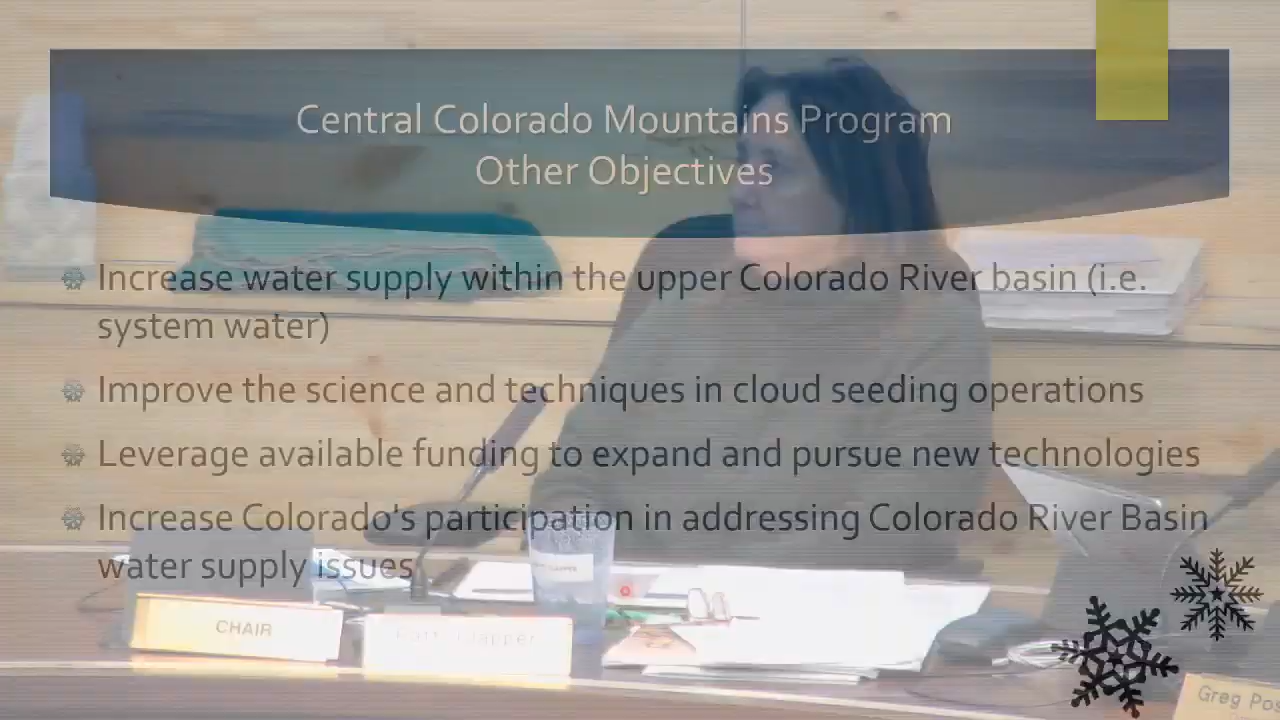 Central Colorado Mountains Program
Other Objectives
Increase water supply within the upper Colorado River basin (i.e.
system water)
Improve the science and techniques in cloud seeding operations
Leverage available funding to expand and pursue new technologies
Increase Colorado's participation in addressing Colorado River Basin
water supply issues
CHAIR
Greg